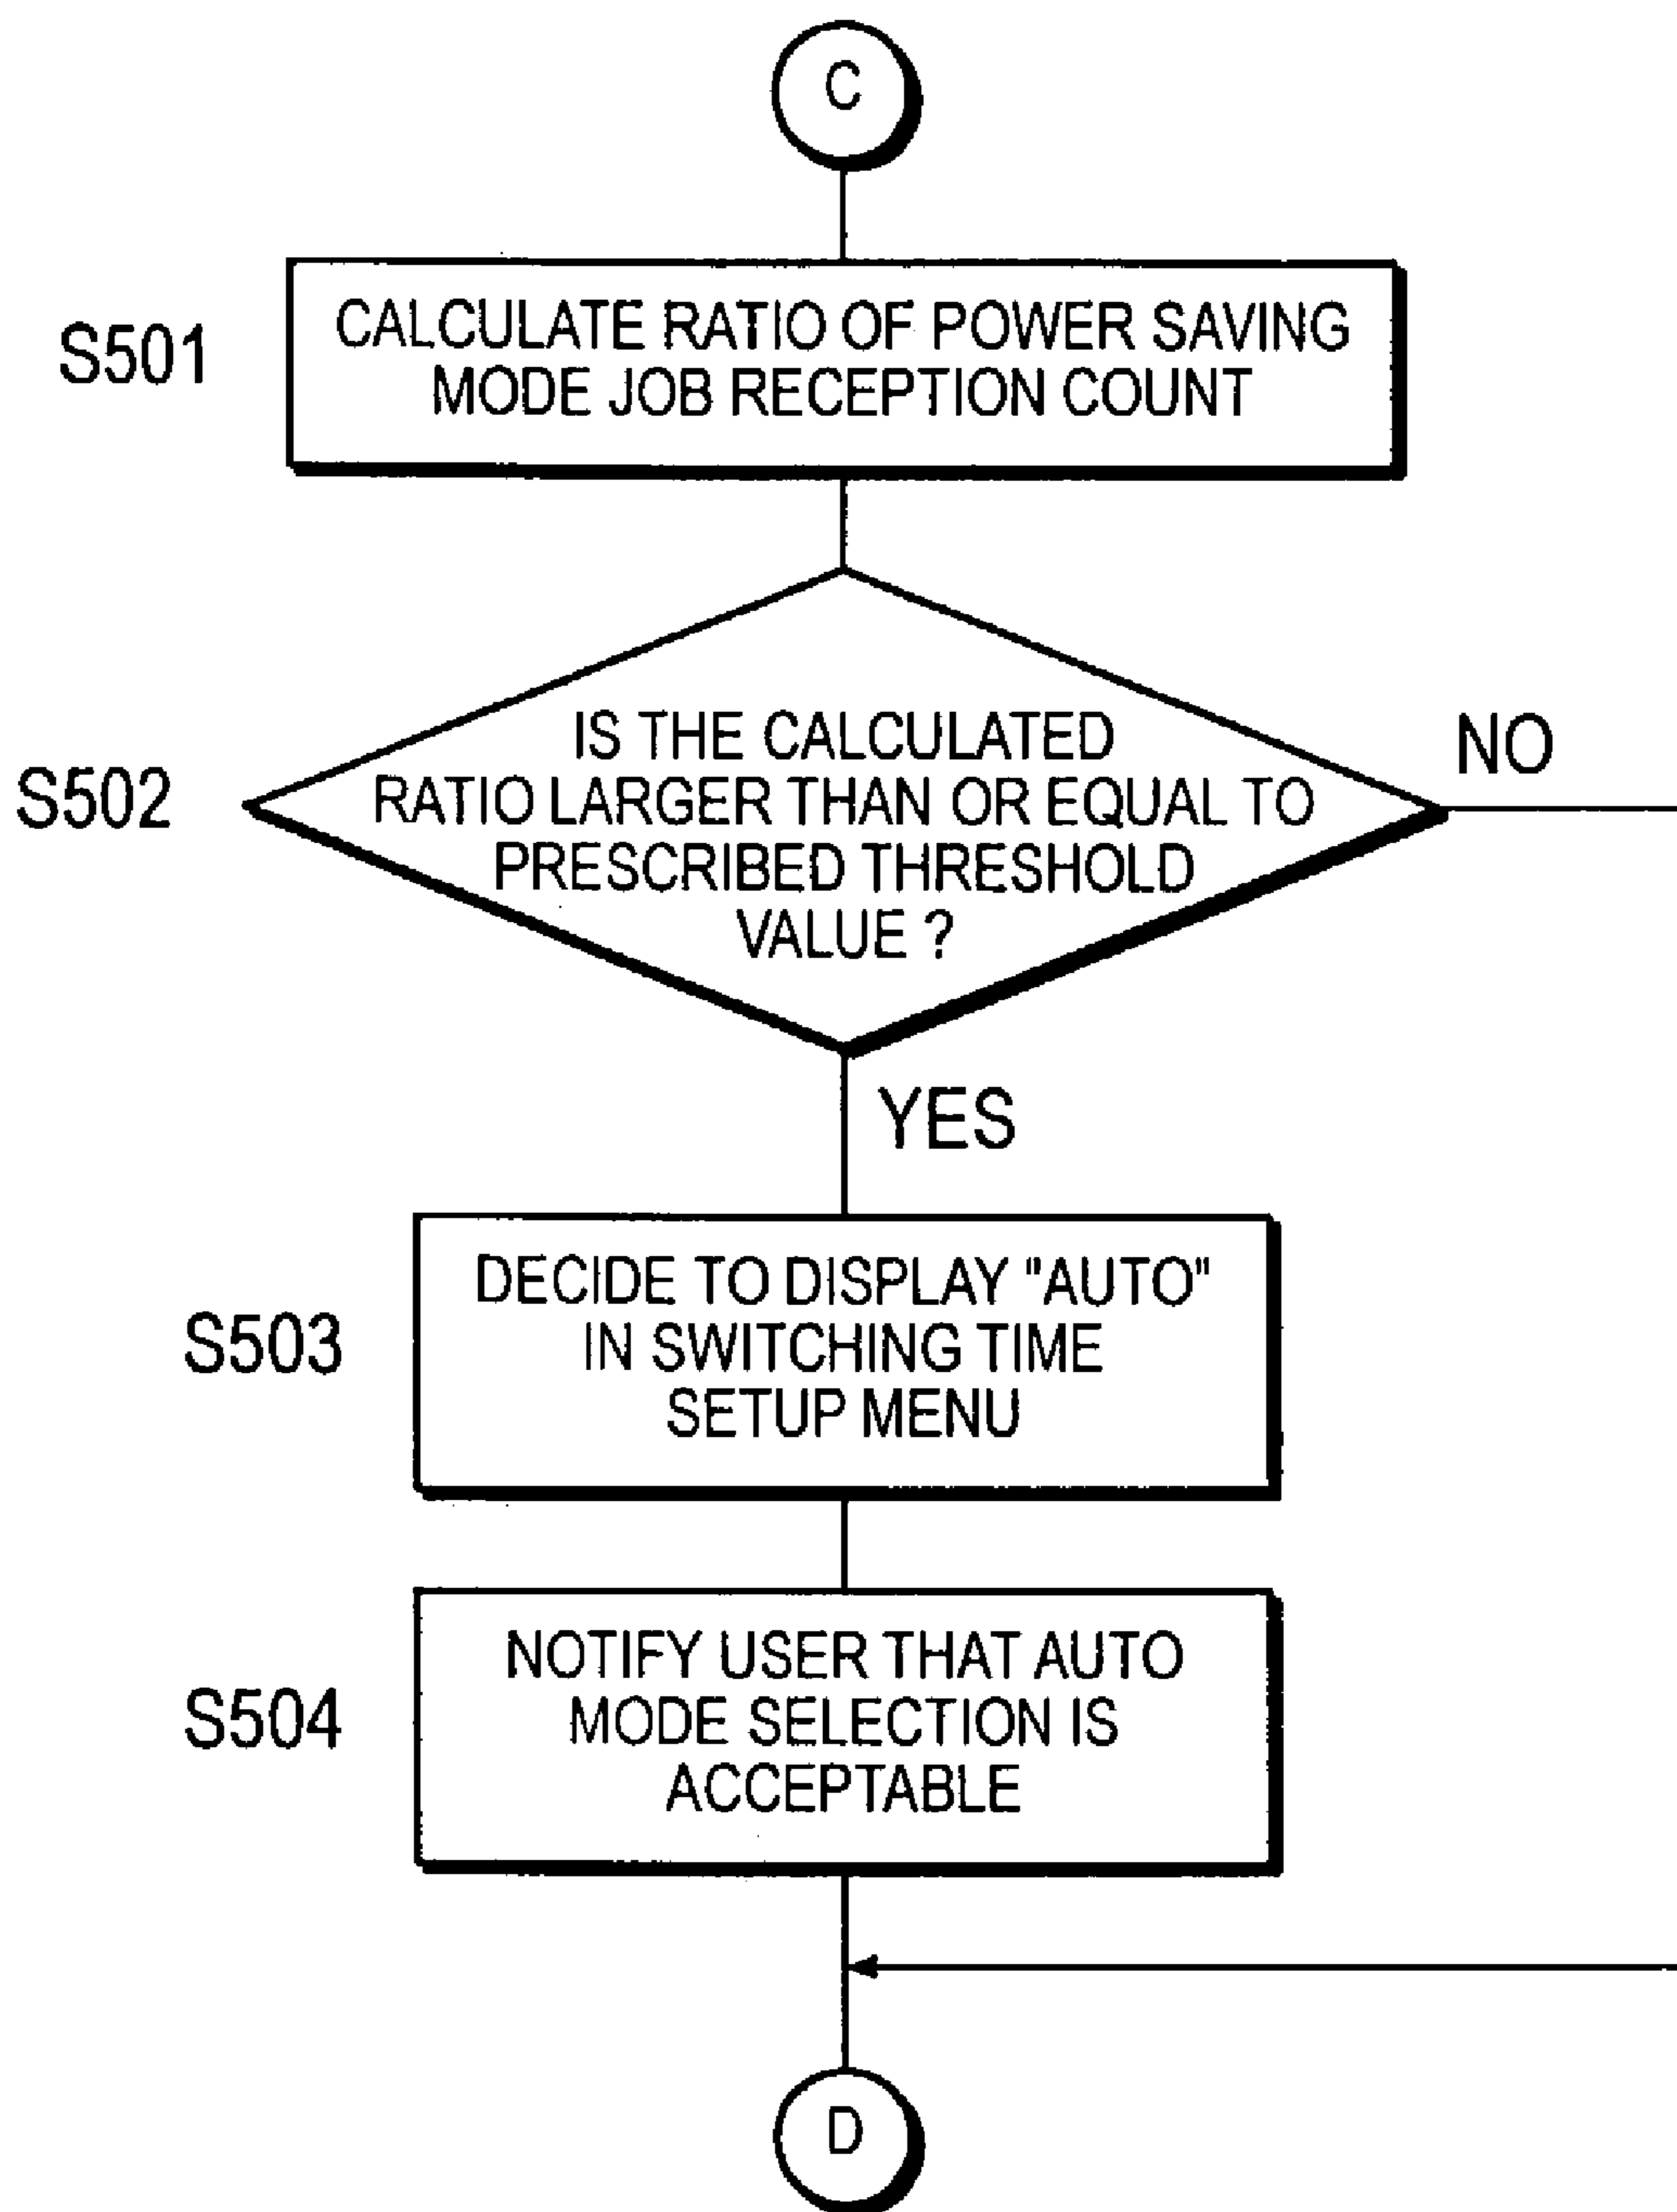 C
S501
CALCULATE RATIO OF POWER SAVING
MODE JOB RECEPTION COUNT
S502
IS THE CALCULATED
RATIO LARGER THAN OR EQUAL TO
PRESCRIBED THRESHOLD
VALUE ?
NO
YES
S503
DECIDE TO DISPLAY "AUTO"
IN SWITCHING TIME
SETUP MENU
S504
NOTIFY USER THAT AUTO
MODE SELECTION IS
ACCEPTABLE
D